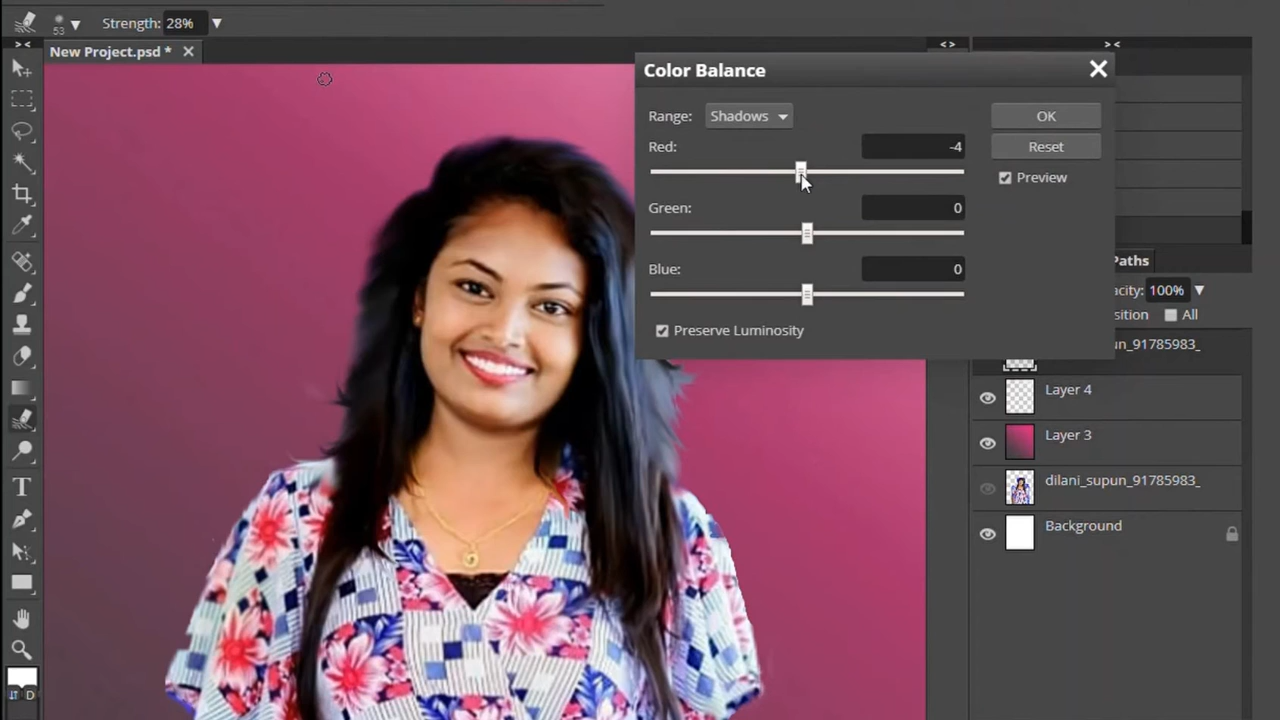 53
Strength: 28%
> <
New Project.psd *
< >
> <
Color Balance
Range: Shadows
OK
Red: -4
Reset
Preview
Green: 0
Blue: 0
Preserve Luminosity
Paths
acity: 100%
sition All
un_91785983_
Layer 4
Layer 3
dilani_supun_91785983_
Background
T
D